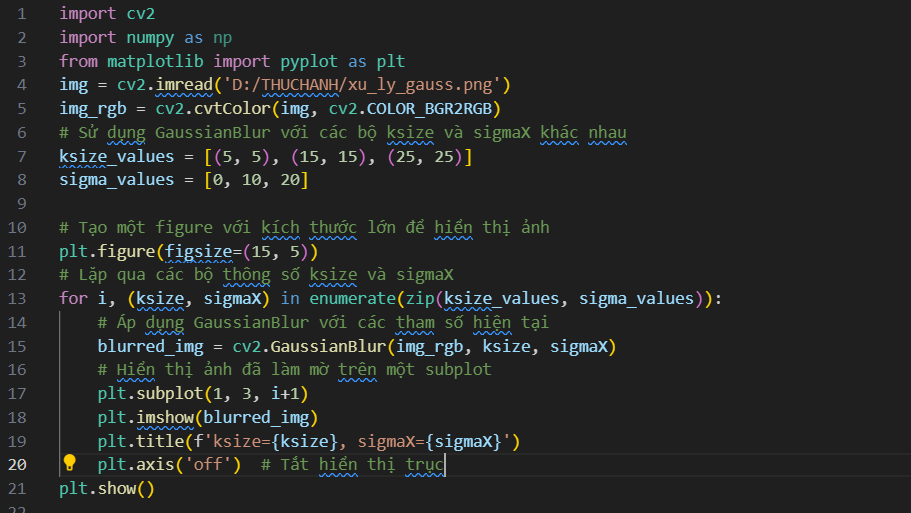 1 import cv2
2 import numpy as np
3 from matplotlib import pyplot as plt
4 img = cv2.imread('D:/THUCHANH/xu_ly_gauss.png')
5 img_rgb = cv2.cvtColor(img, cv2.COLOR_BGR2RGB)
6 # Sử dụng GaussianBlur với các bộ ksize và sigmaX khác nhau
7 ksize_values = [(5, 5), (15, 15), (25, 25)]
8 sigma_values = [0, 10, 20]
9
10 # Tạo một figure với kích thước lớn để hiển thị ảnh
11 plt.figure(figsize=(15, 5))
12 # Lặp qua các bộ thông số ksize và sigmaX
13 for i, (ksize, sigmaX) in enumerate(zip(ksize_values, sigma_values)):
14     # Áp dụng GaussianBlur với các tham số hiện tại
15     blurred_img = cv2.GaussianBlur(img_rgb, ksize, sigmaX)
16     # Hiển thị ảnh đã làm mờ trên một subplot
17     plt.subplot(1, 3, i+1)
18     plt.imshow(blurred_img)
19     plt.title(f'ksize={ksize}, sigmaX={sigmaX}')
20     plt.axis('off')  # Tắt hiển thị trục
21 plt.show()
22